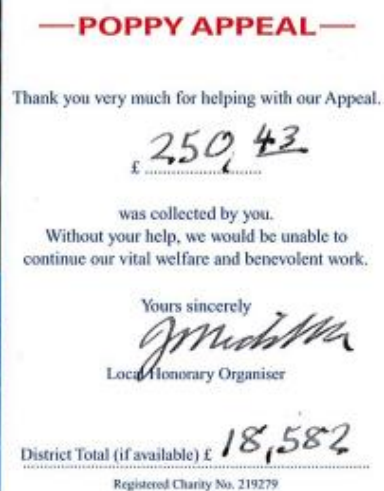 POPPY APPEAL
Thank you very much for helping with our Appeal.
£ 250,43
was collected by you.
Without your help, we would be unable to
continue our vital welfare and benevolent work.
Yours sincerely
Local Honorary Organiser
District Total (if available) £ 18,582
Registered Charity No. 219279